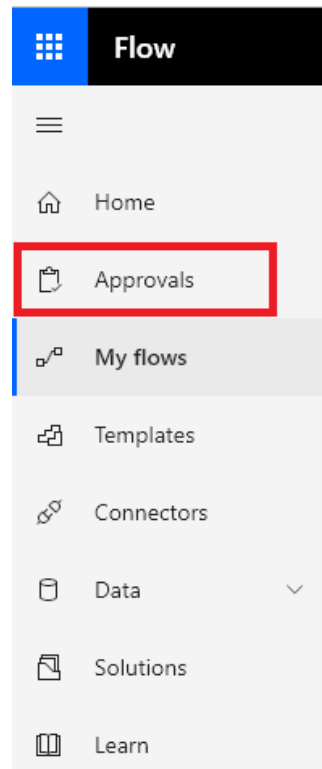 Flow
Home
Approvals
My flows
Templates
Connectors
Data
Solutions
Learn